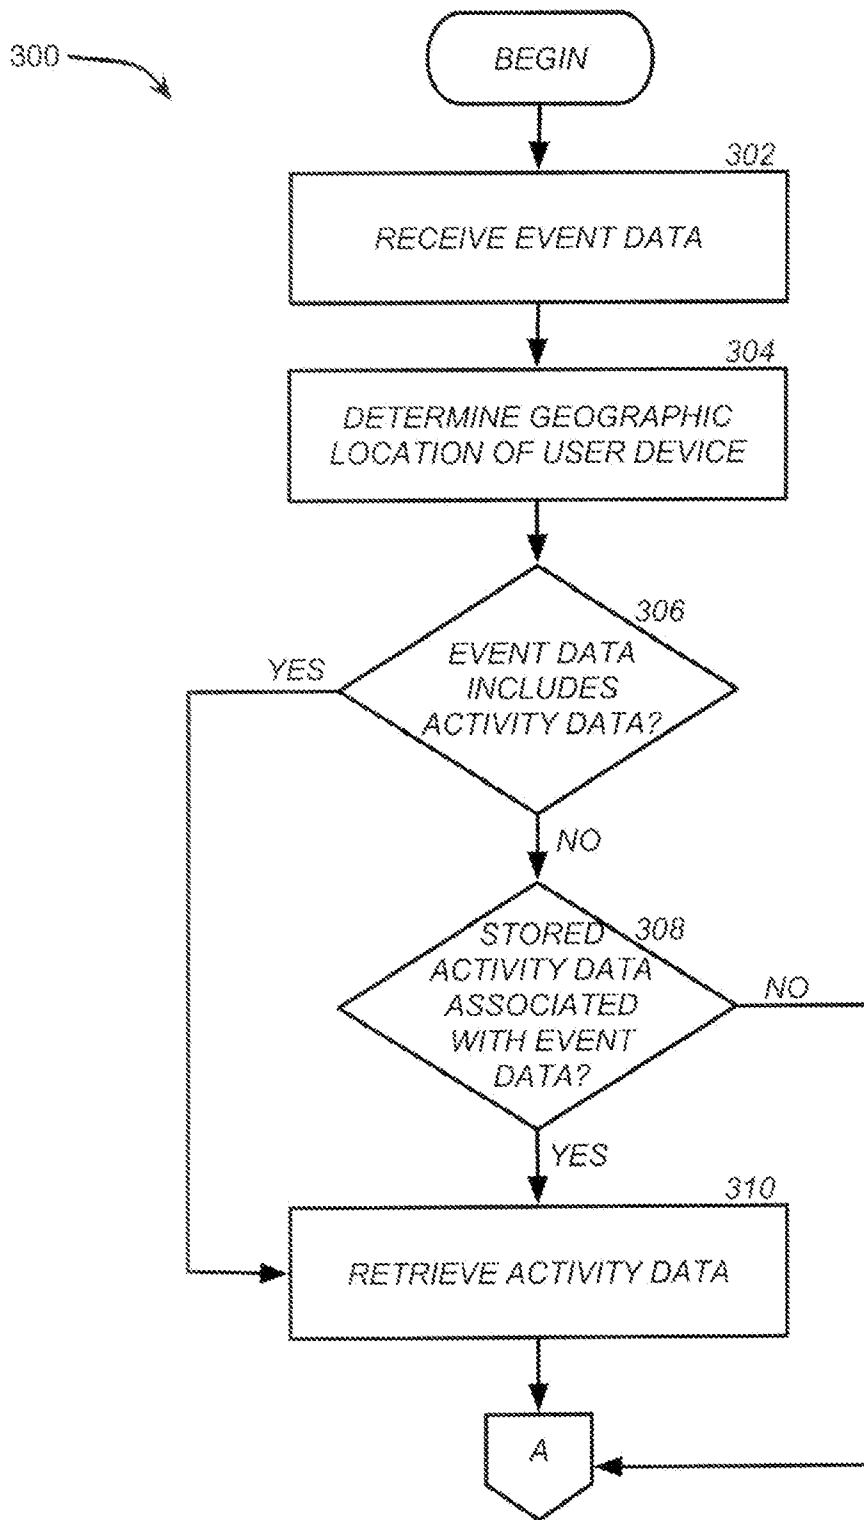 300
BEGIN
302
RECEIVE EVENT DATA
304
DETERMINE GEOGRAPHIC
LOCATION OF USER DEVICE
306
EVENT DATA
INCLUDES
ACTIVITY DATA?
YES
NO
308
STORED
ACTIVITY DATA
ASSOCIATED
WITH EVENT
DATA?
NO
YES
310
RETRIEVE ACTIVITY DATA
A